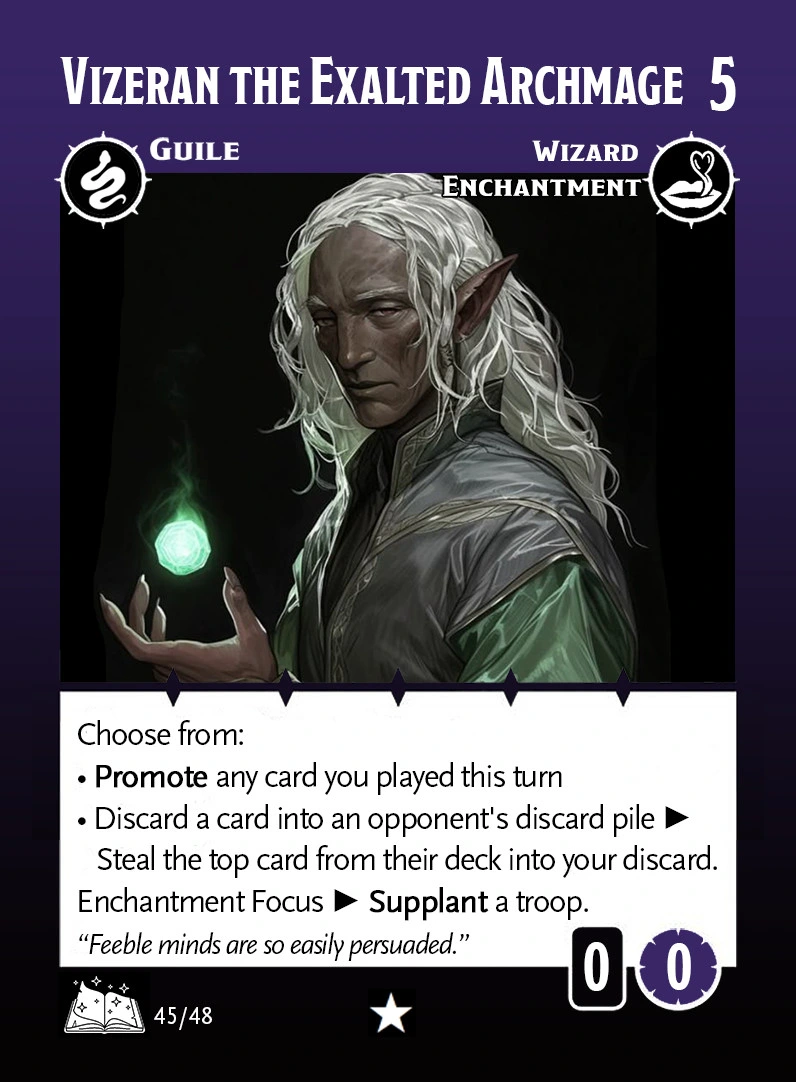 VIZERAN THE EXALTED ARCHMAGE 5
GUILE
WIZARD
ENCHANTMENT
Choose from:
• Promote any card you played this turn
• Discard a card into an opponent's discard pile ►
Steal the top card from their deck into your discard.
Enchantment Focus ► Supplant a troop.
“Feeble minds are so easily persuaded.”
0 0
45/48